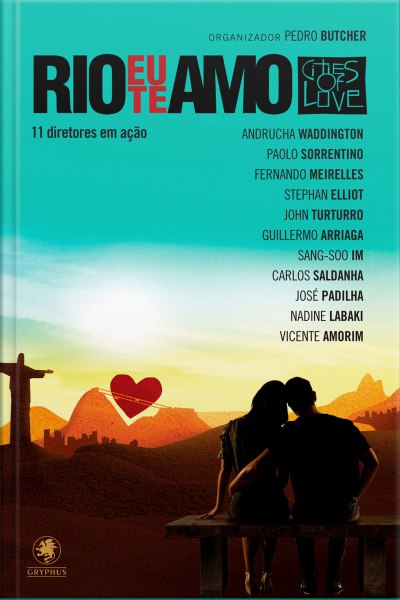 ORGANIZADOR PEDRO BUTCHER
RIO EU TE AMO
CITIES OF LOVE
11 diretores em ação
ANDRUCHA WADDINGTON
PAOLO SORRENTINO
FERNANDO MEIRELLES
STEPHAN ELLIOT
JOHN TURTURRO
GUILLERMO ARRIAGA
SANG-SOO IM
CARLOS SALDANHA
JOSÉ PADILHA
NADINE LABAKI
VICENTE AMORIM
GRYPHUS